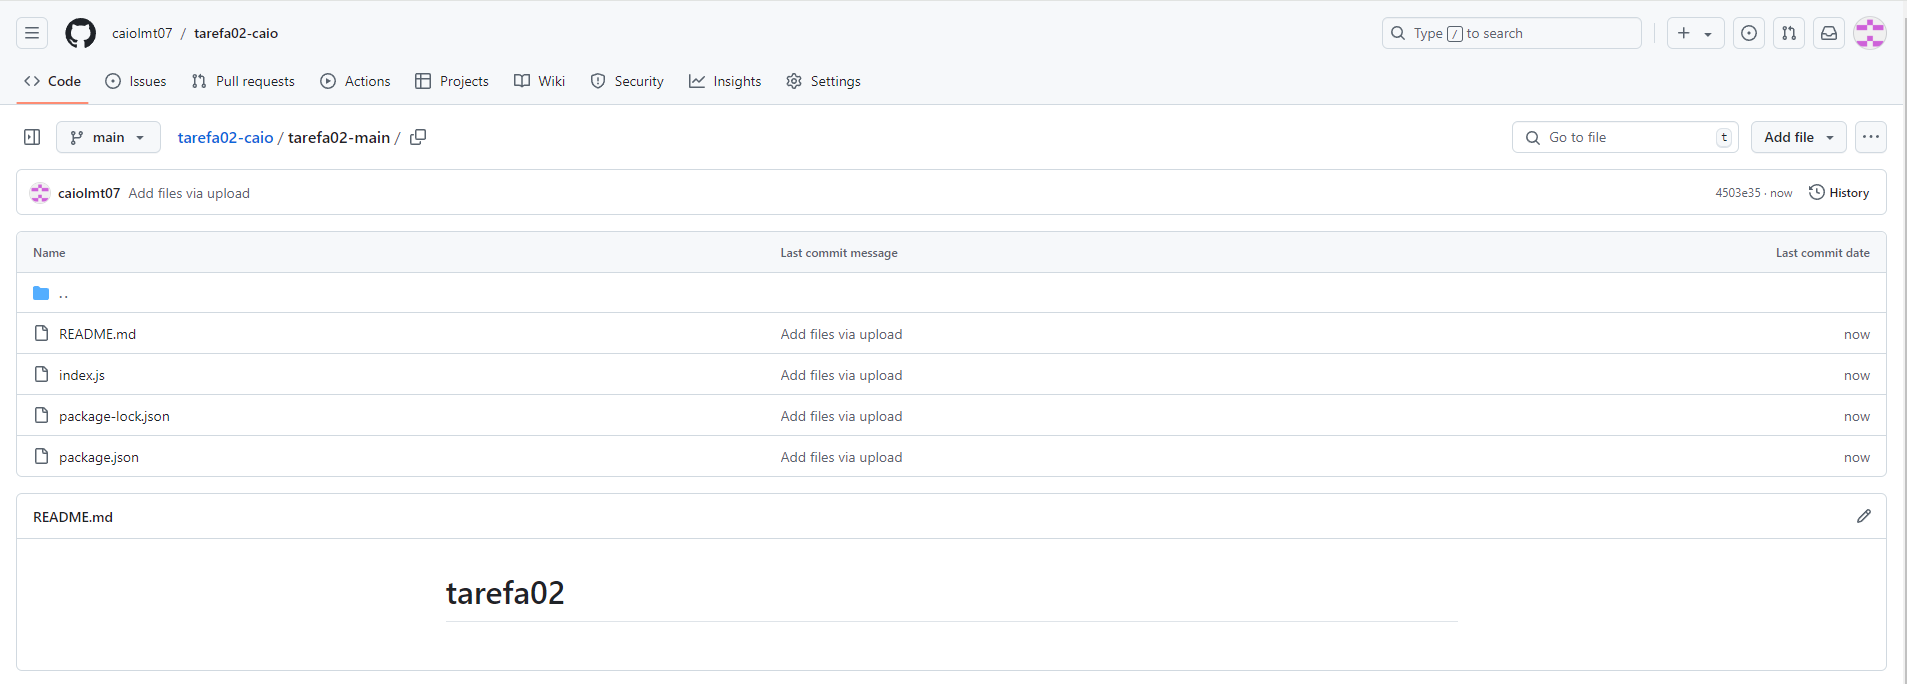 caiolmt07 / tarefa02-caio
Type / to search
Code Issues Pull requests Actions Projects Wiki Security Insights Settings
main tarefa02-caio / tarefa02-main / Go to file t Add file
caiolmt07 Add files via upload 4503e35 · now History
Name Last commit message Last commit date
..
README.md Add files via upload now
index.js Add files via upload now
package-lock.json Add files via upload now
package.json Add files via upload now
README.md
tarefa02